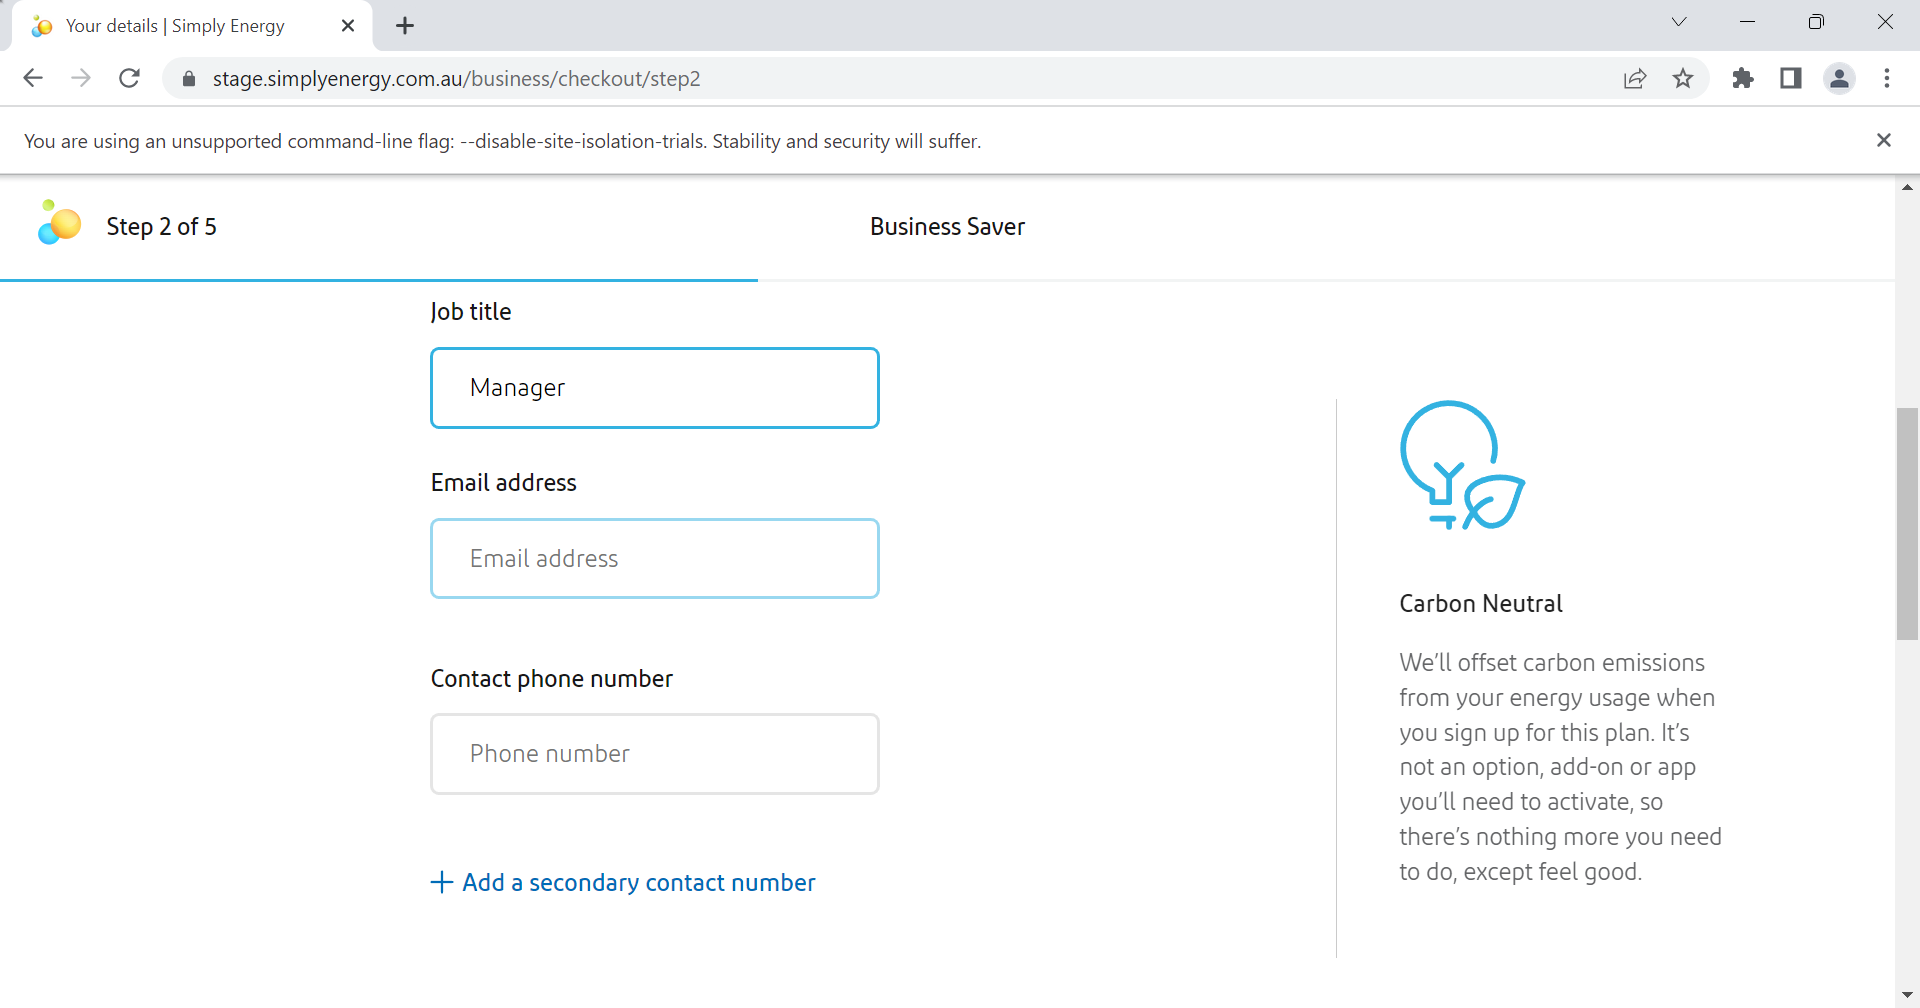 Your details | Simply Energy
stage.simplyenergy.com.au/business/checkout/step2
You are using an unsupported command-line flag: --disable-site-isolation-trials. Stability and security will suffer.
Step 2 of 5
Business Saver
Job title
Manager
Email address
Email address
Contact phone number
Phone number
Add a secondary contact number
Carbon Neutral
We’ll offset carbon emissions
from your energy usage when
you sign up for this plan. It’s
not an option, add-on or app
you’ll need to activate, so
there’s nothing more you need
to do, except feel good.